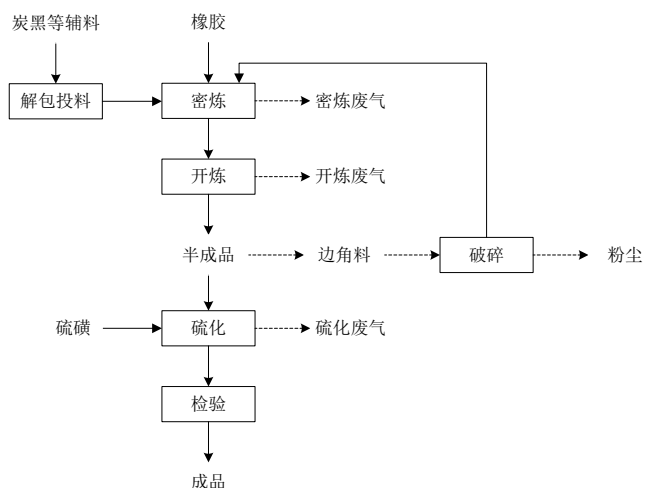 炭黑等辅料
橡胶
解包投料
密炼
密炼废气
开炼
开炼废气
半成品
边角料
破碎
粉尘
硫磺
硫化
硫化废气
检验
成品